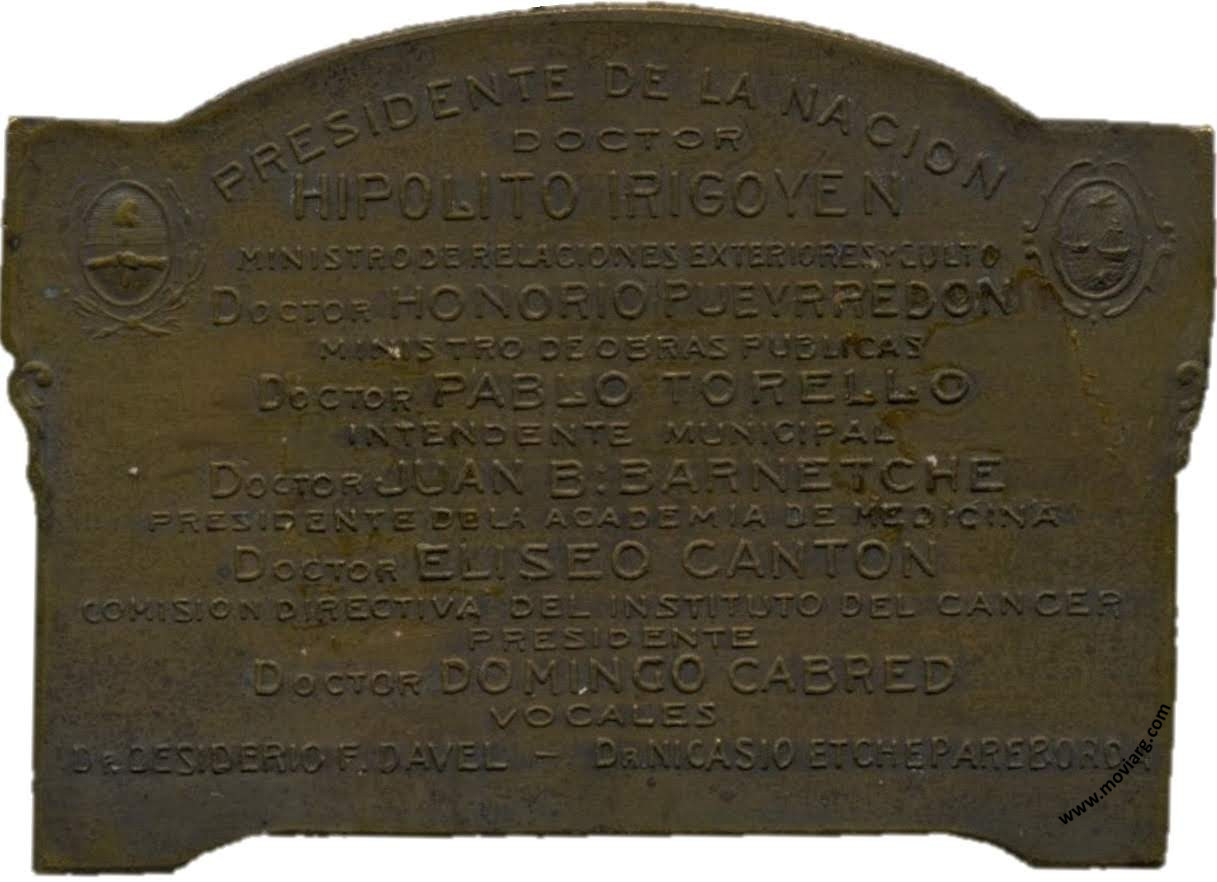 PRESIDENTE DE LA NACION
DOCTOR
HIPOLITO IRIGOYEN
MINISTRO DE RELACIONES EXTERIORES Y CULTO
DOCTOR HONORIO PUEYRREDON
MINISTRO DE OBRAS PUBLICAS
DOCTOR PABLO TORELLO
INTENDENTE MUNICIPAL
DOCTOR JUAN B: BARNETCHE
PRESIDENTE DE LA ACADEMIA DE MEDICINA
DOCTOR ELISEO CANTON
COMISION DIRECTIVA DEL INSTITUTO DEL CANCER
PRESIDENTE
DOCTOR DOMINGO CABRED
VOCALES
DR. DESIDERIO F. DAVEL - DR. NICASIO ETCHEPAREBORD
www.moviarg.com